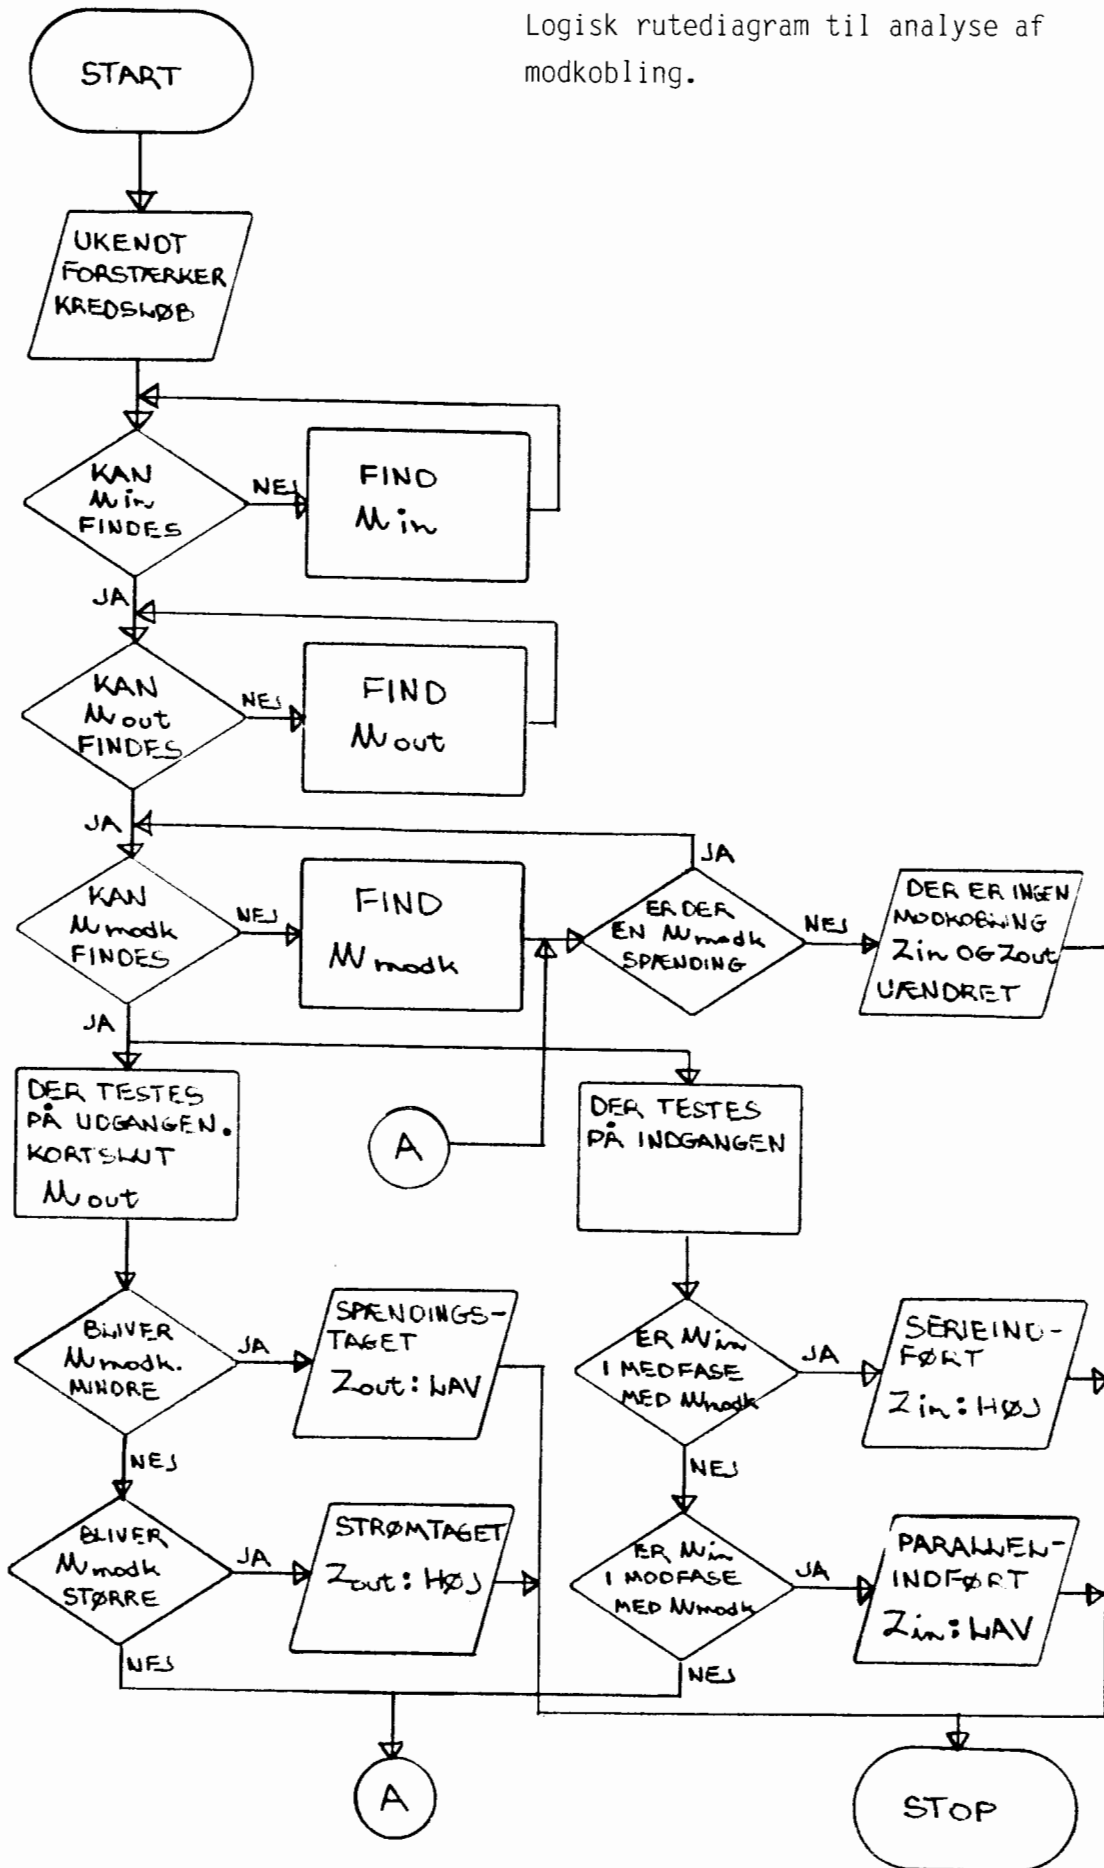 Logisk rutediagram til analyse af
modkobling.
START
UKENDT
FORSTÆRKER
KREDSLØB
KAN
Uin
FINDES
NEJ
FIND
Uin
JA
KAN
Uout
FINDES
NEJ
FIND
Uout
JA
KAN
Umodk
FINDES
NEJ
FIND
Umodk
JA
ER DER
EN Umodk
SPÆNDING
NEJ
DER ER INGEN
MODKOBLING
Zin OG Zout
UÆNDRET
JA
DER TESTES
PÅ UDGANGEN.
KORTSLUT
Uout
A
DER TESTES
PÅ INDGANGEN
BLIVER
Umodk.
MINDRE
JA
SPÆNDINGS-
TAGET
Zout: LAV
ER Uin
I MEDFASE
MED Umodk
JA
SERIEIND-
FØRT
Zin: HØJ
NEJ
NEJ
BLIVER
Umodk
STØRRE
JA
STRØMTAGET
Zout: HØJ
ER Uin
I MODFASE
MED Umodk
JA
PARALLEL-
INDFØRT
Zin: LAV
NEJ
NEJ
A
STOP